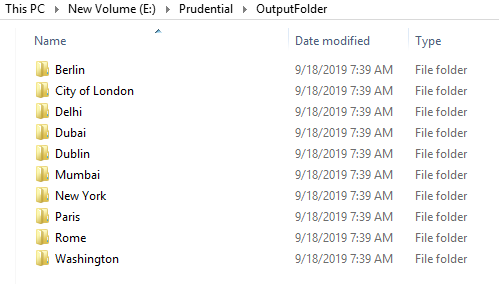 This PC > New Volume (E:) > Prudential > OutputFolder
Name Date modified Type
Berlin 9/18/2019 7:39 AM File folder
City of London 9/18/2019 7:39 AM File folder
Delhi 9/18/2019 7:39 AM File folder
Dubai 9/18/2019 7:39 AM File folder
Dublin 9/18/2019 7:39 AM File folder
Mumbai 9/18/2019 7:39 AM File folder
New York 9/18/2019 7:39 AM File folder
Paris 9/18/2019 7:39 AM File folder
Rome 9/18/2019 7:39 AM File folder
Washington 9/18/2019 7:39 AM File folder